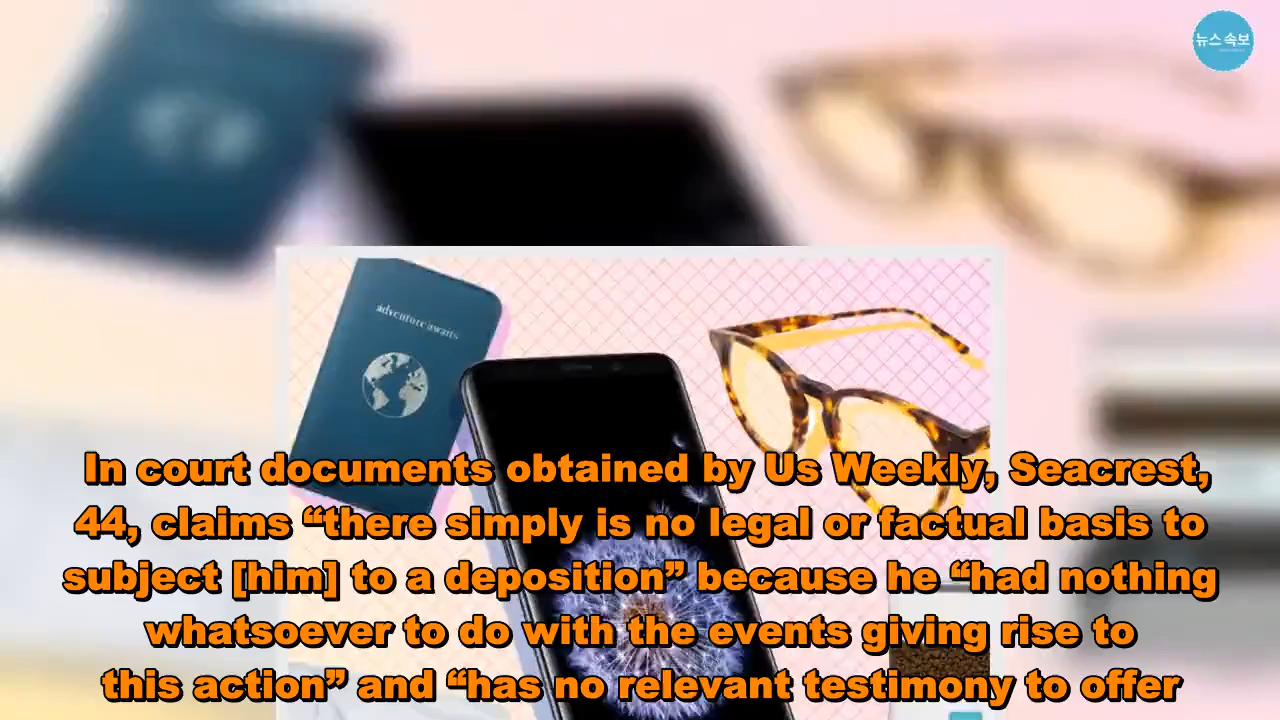 뉴스 속보
adventure awaits
In court documents obtained by Us Weekly, Seacrest,
44, claims “there simply is no legal or factual basis to
subject [him] to a deposition” because he “had nothing
whatsoever to do with the events giving rise to
this action” and “has no relevant testimony to offer